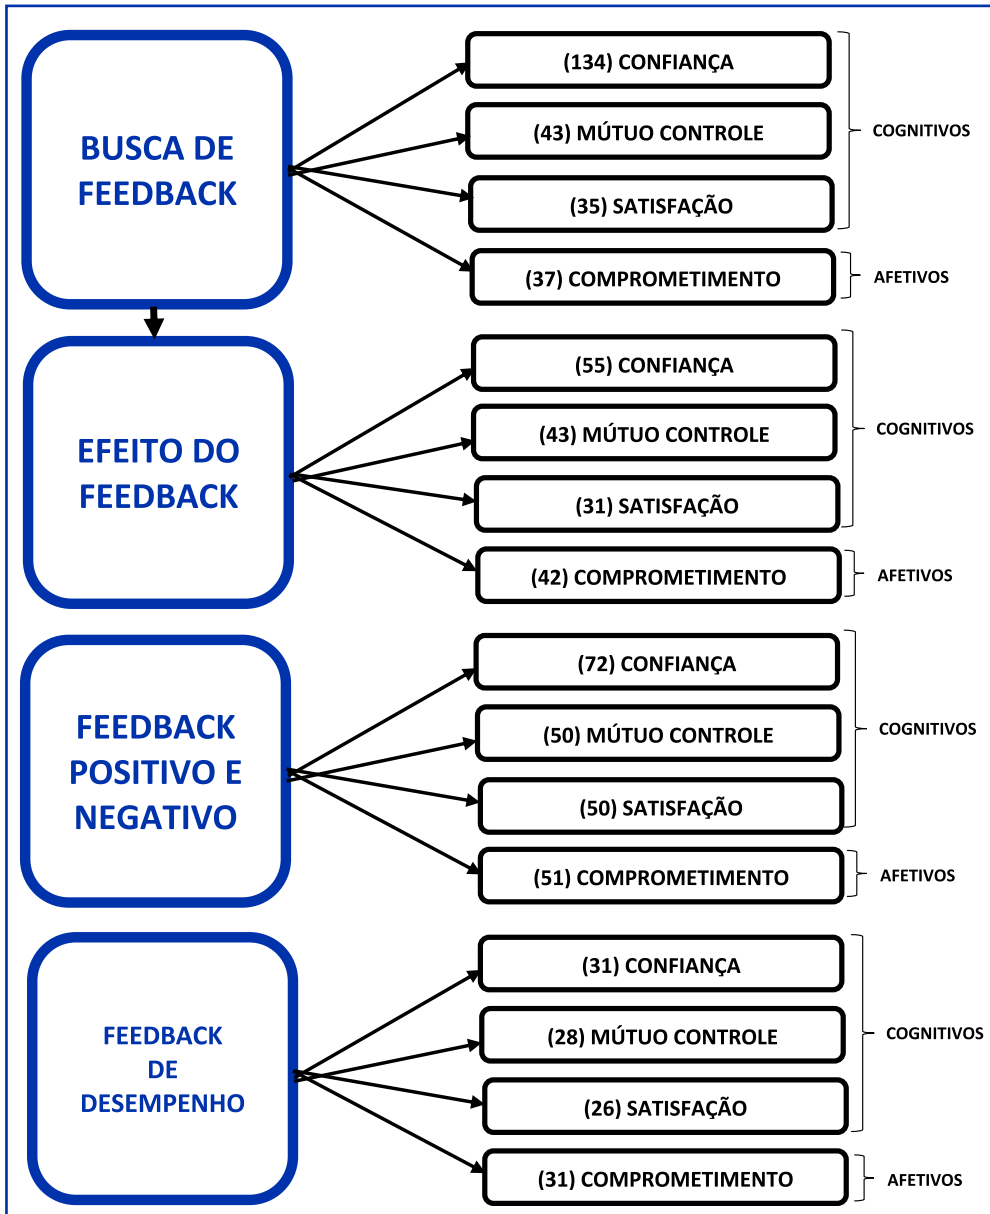 BUSCA DE
FEEDBACK
(134) CONFIANÇA
(43) MÚTUO CONTROLE
(35) SATISFAÇÃO
COGNITIVOS
(37) COMPROMETIMENTO
AFETIVOS
EFEITO DO
FEEDBACK
(55) CONFIANÇA
(43) MÚTUO CONTROLE
(31) SATISFAÇÃO
COGNITIVOS
(42) COMPROMETIMENTO
AFETIVOS
FEEDBACK
POSITIVO E
NEGATIVO
(72) CONFIANÇA
(50) MÚTUO CONTROLE
(50) SATISFAÇÃO
COGNITIVOS
(51) COMPROMETIMENTO
AFETIVOS
FEEDBACK
DE
DESEMPENHO
(31) CONFIANÇA
(28) MÚTUO CONTROLE
(26) SATISFAÇÃO
COGNITIVOS
(31) COMPROMETIMENTO
AFETIVOS